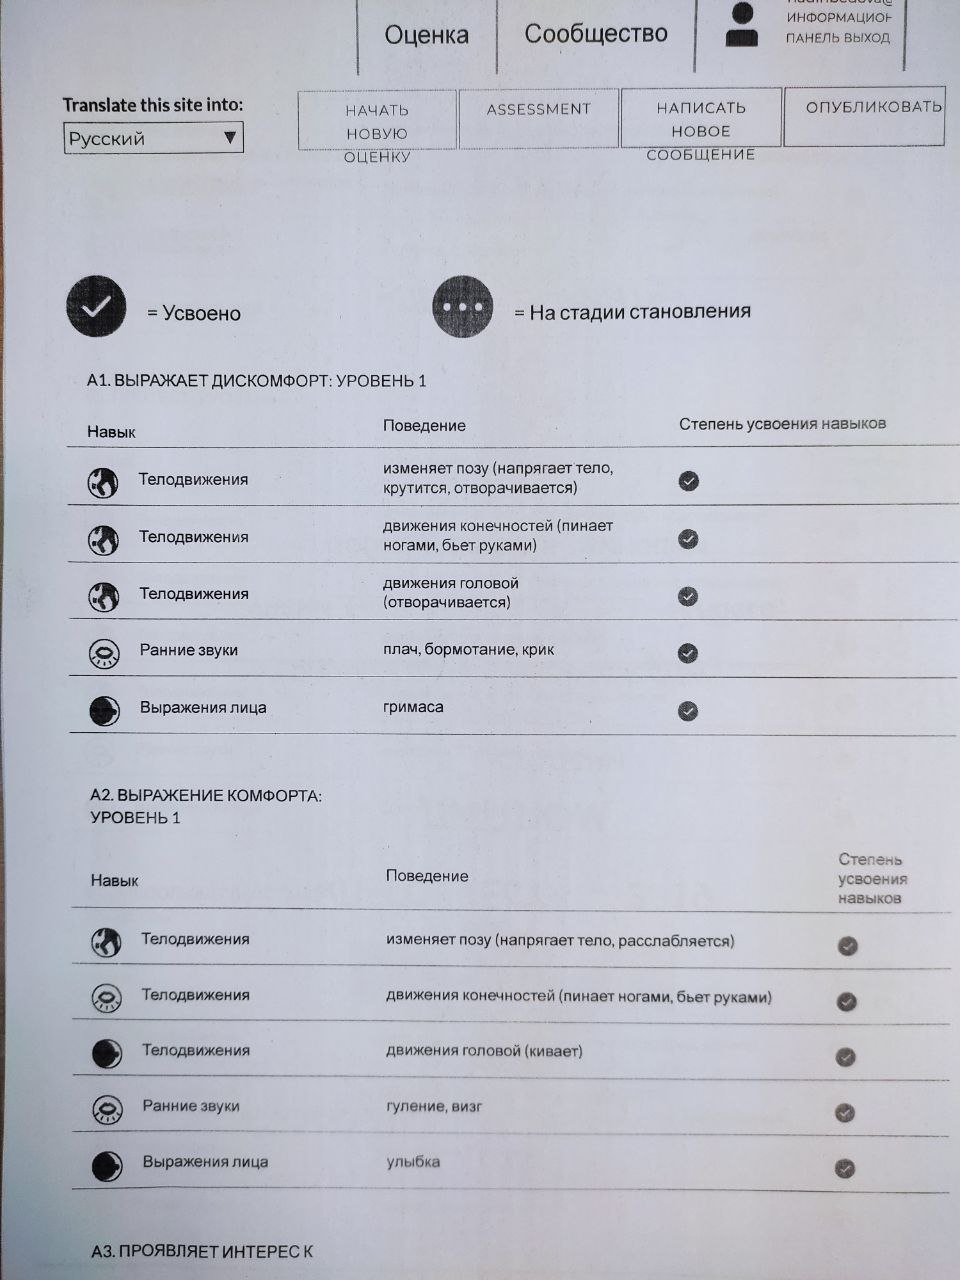 Оценка
Сообщество
ИНФОРМАЦИОН
ПАНЕЛЬ ВЫХОД
Translate this site into:
Русский
НАЧАТЬ
НОВУЮ
ОЦЕНКУ
ASSESSMENT
НАПИСАТЬ
НОВОЕ
СООБЩЕНИЕ
ОПУБЛИКОВАТЬ
= Усвоено
= На стадии становления
А1. ВЫРАЖАЕТ ДИСКОМФОРТ: УРОВЕНЬ 1
Навык Поведение Степень усвоения навыков
Телодвижения изменяет позу (напрягает тело,
крутится, отворачивается)
Телодвижения движения конечностей (пинает
ногами, бьет руками)
Телодвижения движения головой
(отворачивается)
Ранние звуки плач, бормотание, крик
Выражения лица гримаса
А2. ВЫРАЖЕНИЕ КОМФОРТА:
УРОВЕНЬ 1
Навык Поведение Степень
усвоения
навыков
Телодвижения изменяет позу (напрягает тело, расслабляется)
Телодвижения движения конечностей (пинает ногами, бьет руками)
Телодвижения движения головой (кивает)
Ранние звуки гуление, визг
Выражения лица улыбка
А3. ПРОЯВЛЯЕТ ИНТЕРЕС К